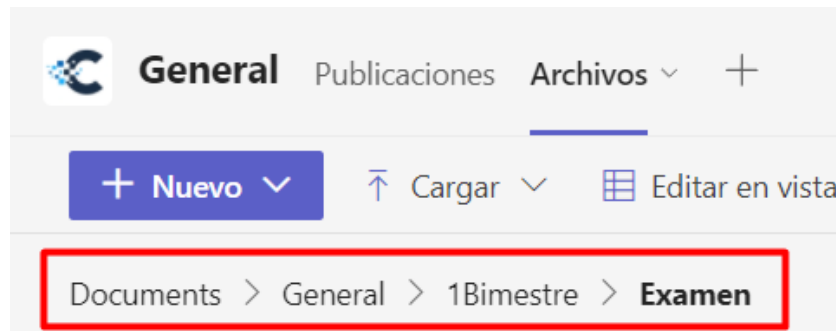 General Publicaciones Archivos
Nuevo Cargar Editar en vista
Documents > General > 1Bimestre > Examen